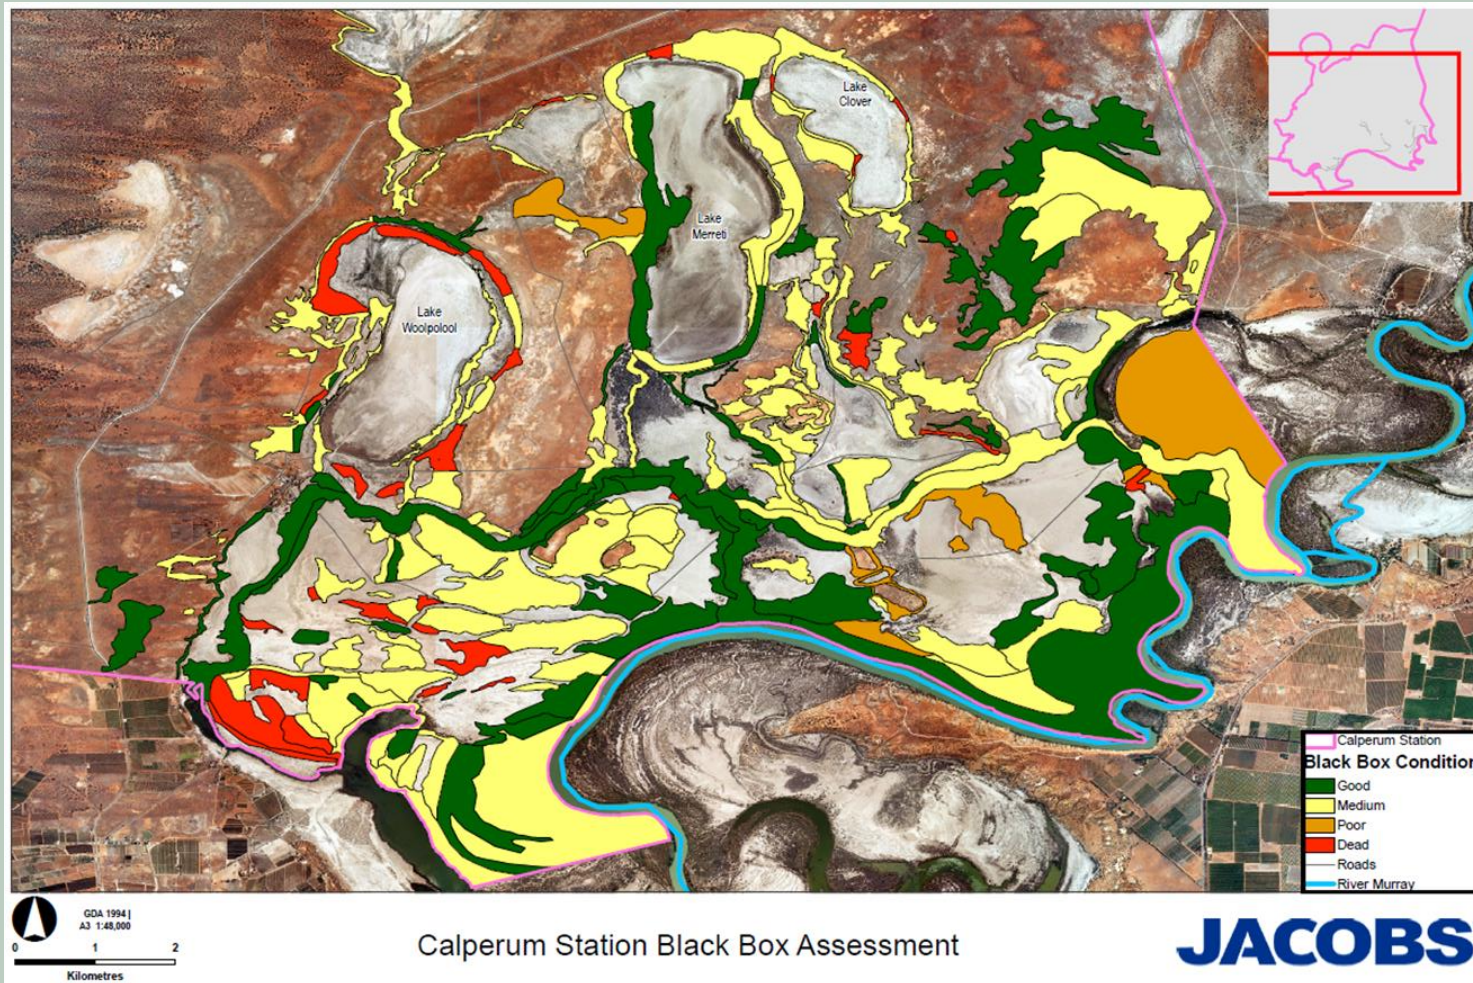 Lake
Clover
Lake
Merreti
Lake
Woolpolool
Calperum Station
Black Box Condition
Good
Medium
Poor
Dead
Roads
River Murray
GDA 1994 |
A3 1:48,000
0 1 2
Kilometres
Calperum Station Black Box Assessment
JACOBS